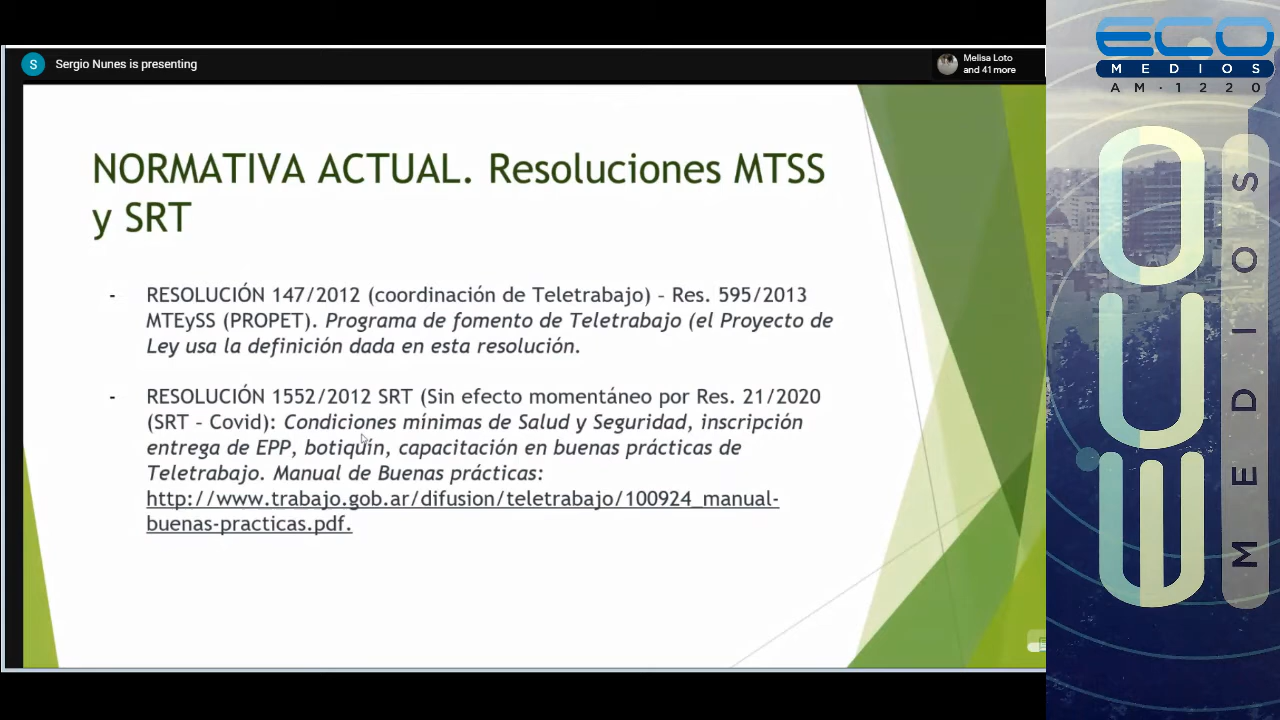 S
Sergio Nunes is presenting
Melisa Loto
and 41 more
NORMATIVA ACTUAL. Resoluciones MTSS
y SRT
- RESOLUCIÓN 147/2012 (coordinación de Teletrabajo) – Res. 595/2013
MTEySS (PROPET). Programa de fomento de Teletrabajo (el Proyecto de
Ley usa la definición dada en esta resolución.
- RESOLUCIÓN 1552/2012 SRT (Sin efecto momentáneo por Res. 21/2020
(SRT – Covid): Condiciones mínimas de Salud y Seguridad, inscripción
entrega de EPP, botiquín, capacitación en buenas prácticas de
Teletrabajo. Manual de Buenas prácticas:
http://www.trabajo.gob.ar/difusion/teletrabajo/100924_manual-
buenas-practicas.pdf.
ECO
MEDIOS
AM·1220
ECO
MEDIOS